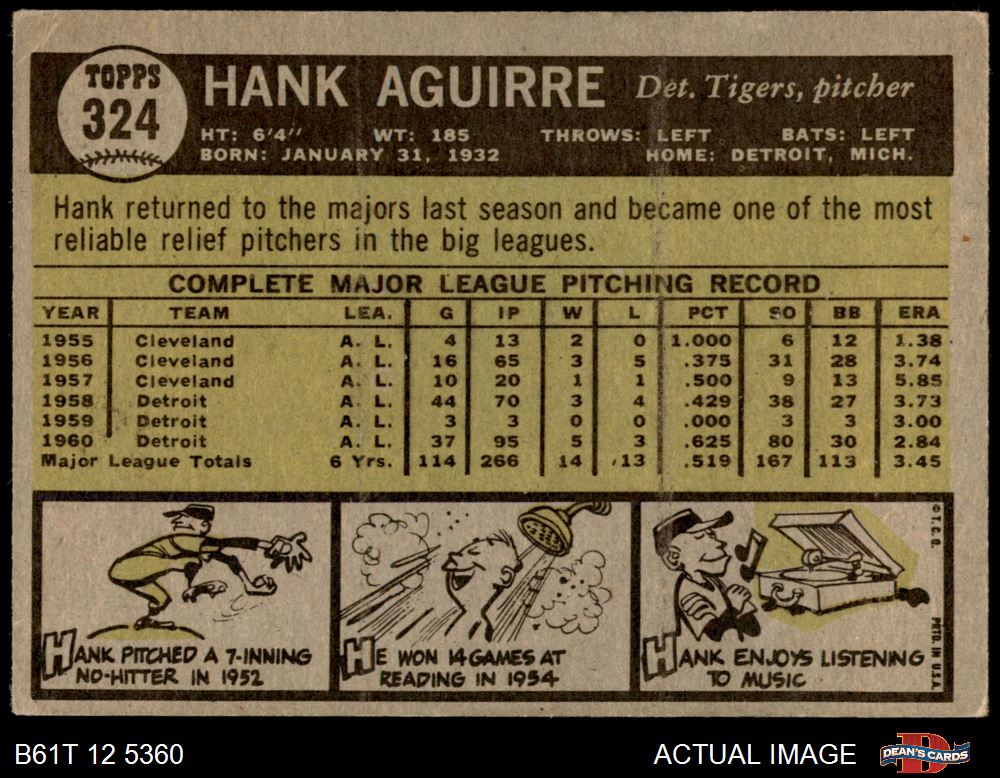 TOPPS
324
HANK AGUIRRE Det. Tigers, pitcher
HT: 6'4" WT: 185 THROWS: LEFT BATS: LEFT
BORN: JANUARY 31, 1932 HOME: DETROIT, MICH.
Hank returned to the majors last season and became one of the most
reliable relief pitchers in the big leagues.
COMPLETE MAJOR LEAGUE PITCHING RECORD
YEAR TEAM LEA. G IP W L PCT SO BB ERA
1955 Cleveland A. L. 4 13 2 0 1.000 6 12 1.38
1956 Cleveland A. L. 16 65 3 5 .375 31 28 3.74
1957 Cleveland A. L. 10 20 1 1 .500 9 13 5.85
1958 Detroit A. L. 44 70 3 4 .429 38 27 3.73
1959 Detroit A. L. 3 3 0 0 .000 3 3 3.00
1960 Detroit A. L. 37 95 5 3 .625 80 30 2.84
Major League Totals 6 Yrs. 114 266 14 13 .519 167 113 3.45
HANK PITCHED A 7-INNING
NO-HITTER IN 1952
HE WON 14 GAMES AT
READING IN 1954
HANK ENJOYS LISTENING
TO MUSIC
© T. C. G. PRTD. IN U.S.A.
B61T 12 5360 ACTUAL IMAGE DEAN'S CARDS